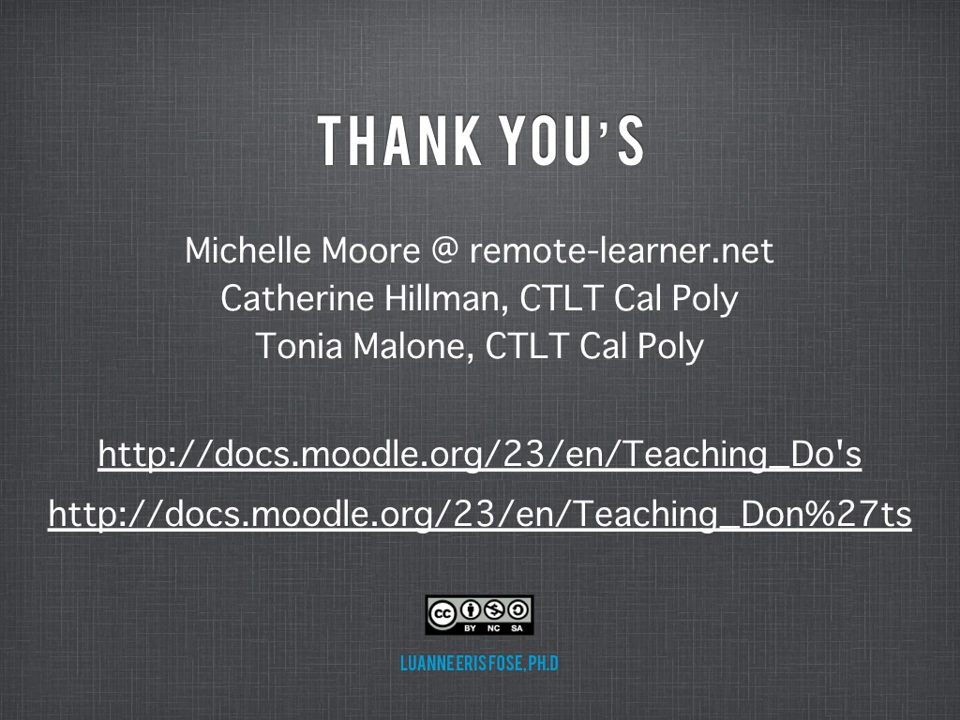 THANK YOU'S
Michelle Moore @ remote-learner.net
Catherine Hillman, CTLT Cal Poly
Tonia Malone, CTLT Cal Poly
http://docs.moodle.org/23/en/Teaching_Do's
http://docs.moodle.org/23/en/Teaching_Don%27ts
cc
BY NC SA
LUANNE ERIS FOSE, PH.D